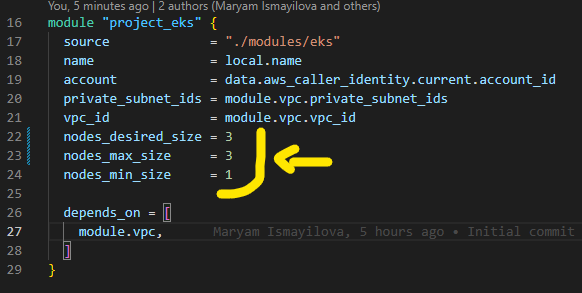 You, 5 minutes ago | 2 authors (Maryam Ismayilova and others)
16 module "project_eks" {
17   source             = "./modules/eks"
18   name               = local.name
19   account            = data.aws_caller_identity.current.account_id
20   private_subnet_ids = module.vpc.private_subnet_ids
21   vpc_id             = module.vpc.vpc_id
22   nodes_desired_size = 3
23   nodes_max_size     = 3
24   nodes_min_size     = 1
25
26   depends_on = [
27     module.vpc,     Maryam Ismayilova, 5 hours ago • Initial commit
28   ]
29 }